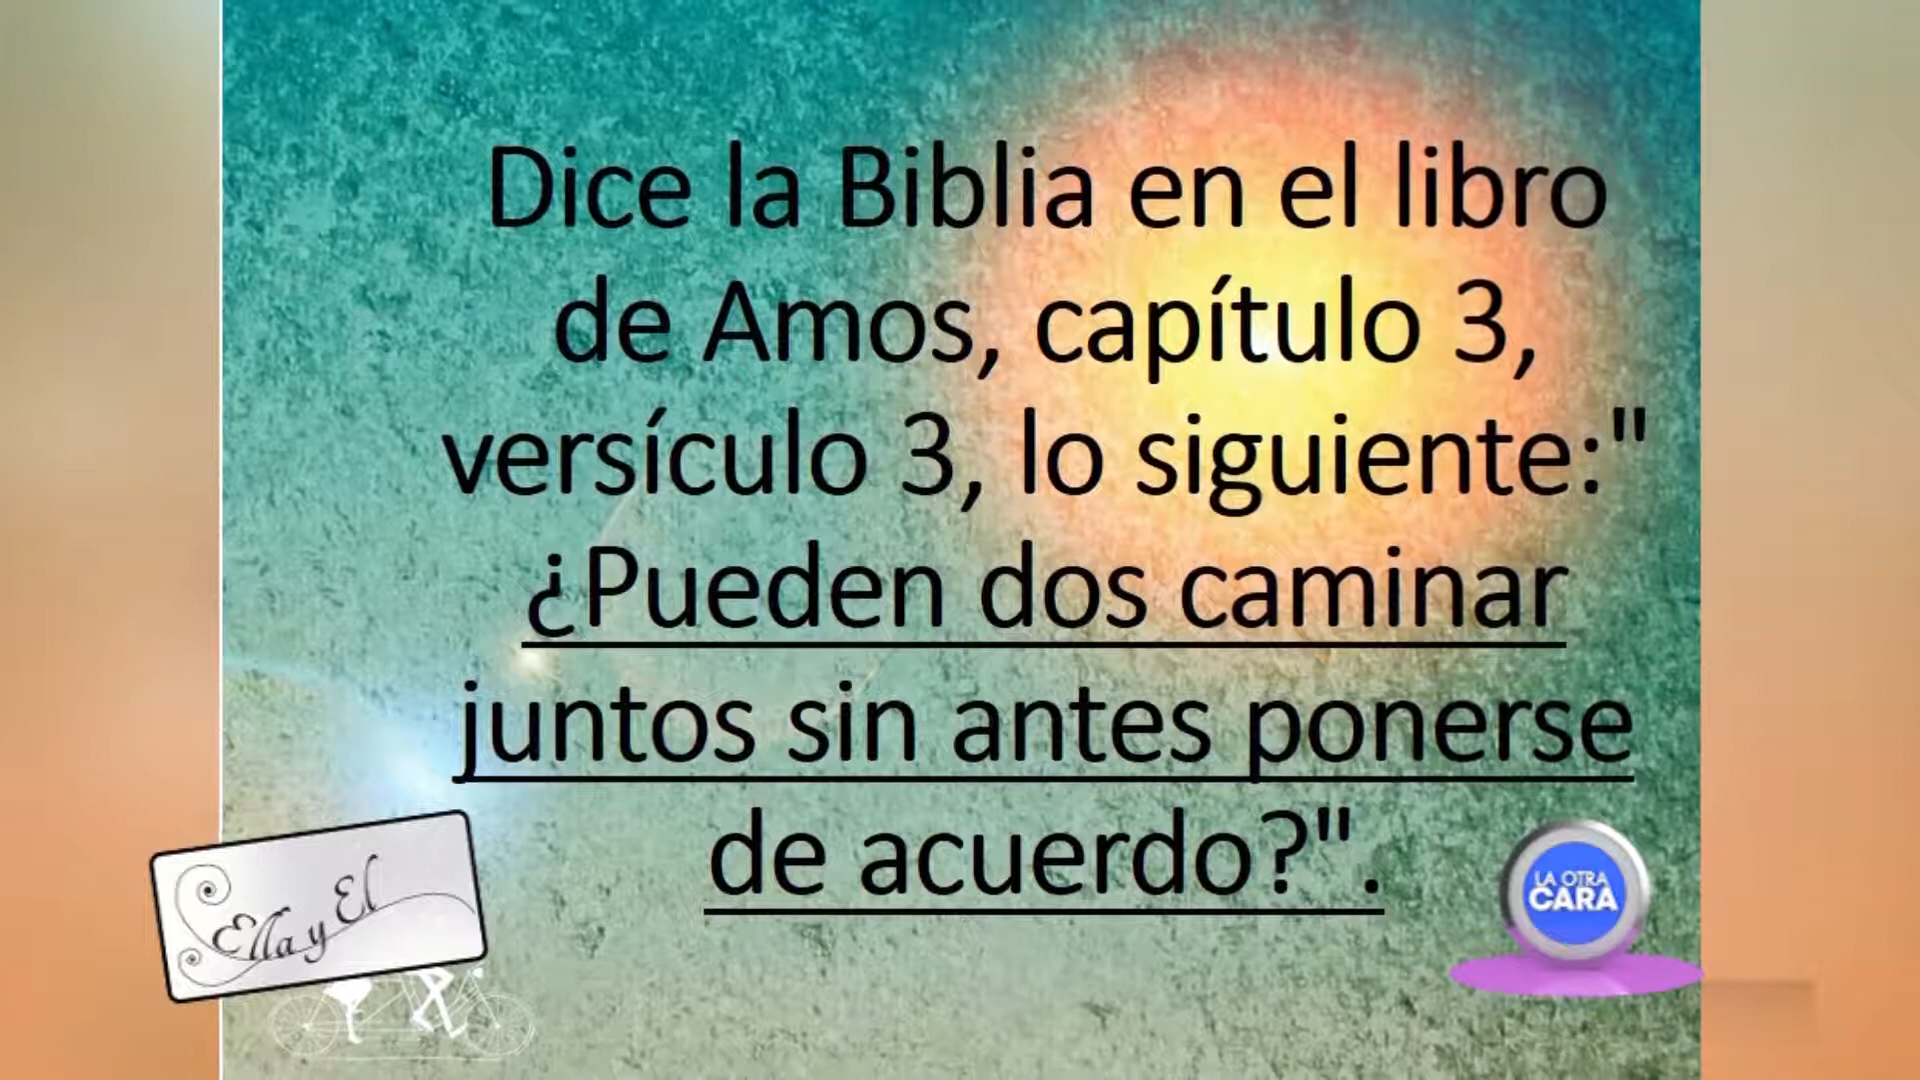 Dice la Biblia en el libro
de Amos, capítulo 3,
versículo 3, lo siguiente:"
¿Pueden dos caminar
juntos sin antes ponerse
de acuerdo?".
Ella y El
LA OTRA
CARA